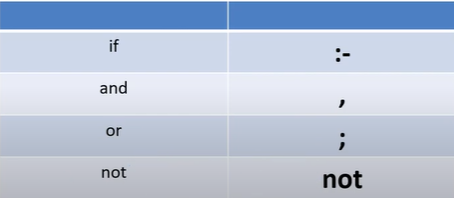 if :-
and ,
or ;
not not